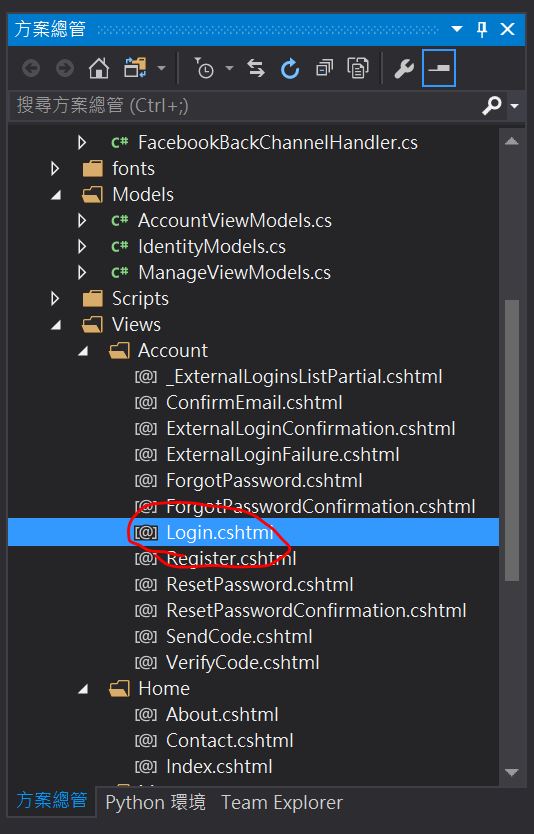 方案總管
搜尋方案總管 (Ctrl+;)
C# FacebookBackChannelHandler.cs
fonts
Models
C# AccountViewModels.cs
C# IdentityModels.cs
C# ManageViewModels.cs
Scripts
Views
Account
[@] _ExternalLoginsListPartial.cshtml
[@] ConfirmEmail.cshtml
[@] ExternalLoginConfirmation.cshtml
[@] ExternalLoginFailure.cshtml
[@] ForgotPassword.cshtml
[@] ForgotPasswordConfirmation.cshtml
[@] Login.cshtml
[@] Register.cshtml
[@] ResetPassword.cshtml
[@] ResetPasswordConfirmation.cshtml
[@] SendCode.cshtml
[@] VerifyCode.cshtml
Home
[@] About.cshtml
[@] Contact.cshtml
[@] Index.cshtml
方案總管 Python 環境 Team Explorer